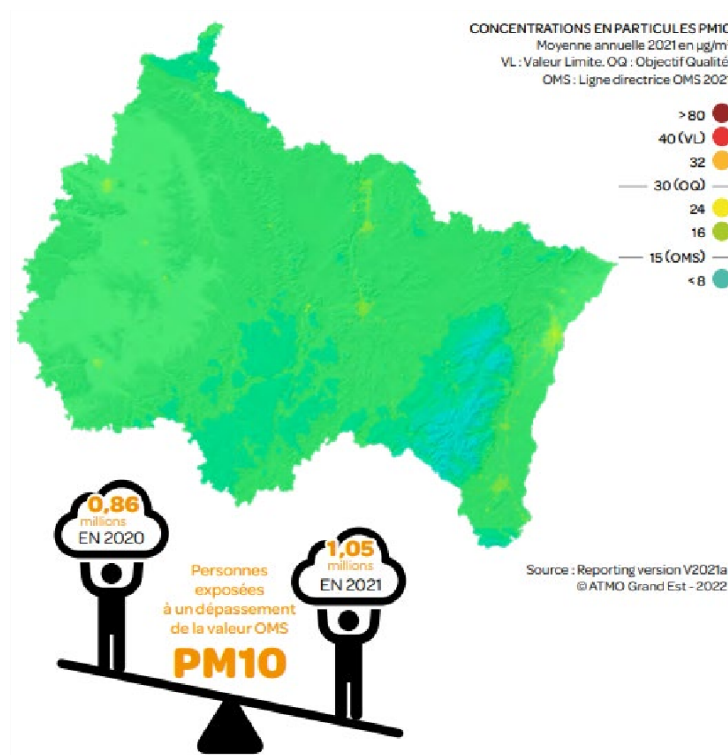 CONCENTRATIONS EN PARTICULES PM10
Moyenne annuelle 2021 en µg/m³
VL : Valeur Limite. OQ : Objectif Qualité
OMS : Ligne directrice OMS 2021
>80
40 (VL)
32
30 (OQ)
24
16
15 (OMS)
<8
0,86
millions
EN 2020
1,05
millions
EN 2021
Personnes
exposées
à un dépassement
de la valeur OMS
PM10
Source : Reporting version V2021a
© ATMO Grand Est - 2022